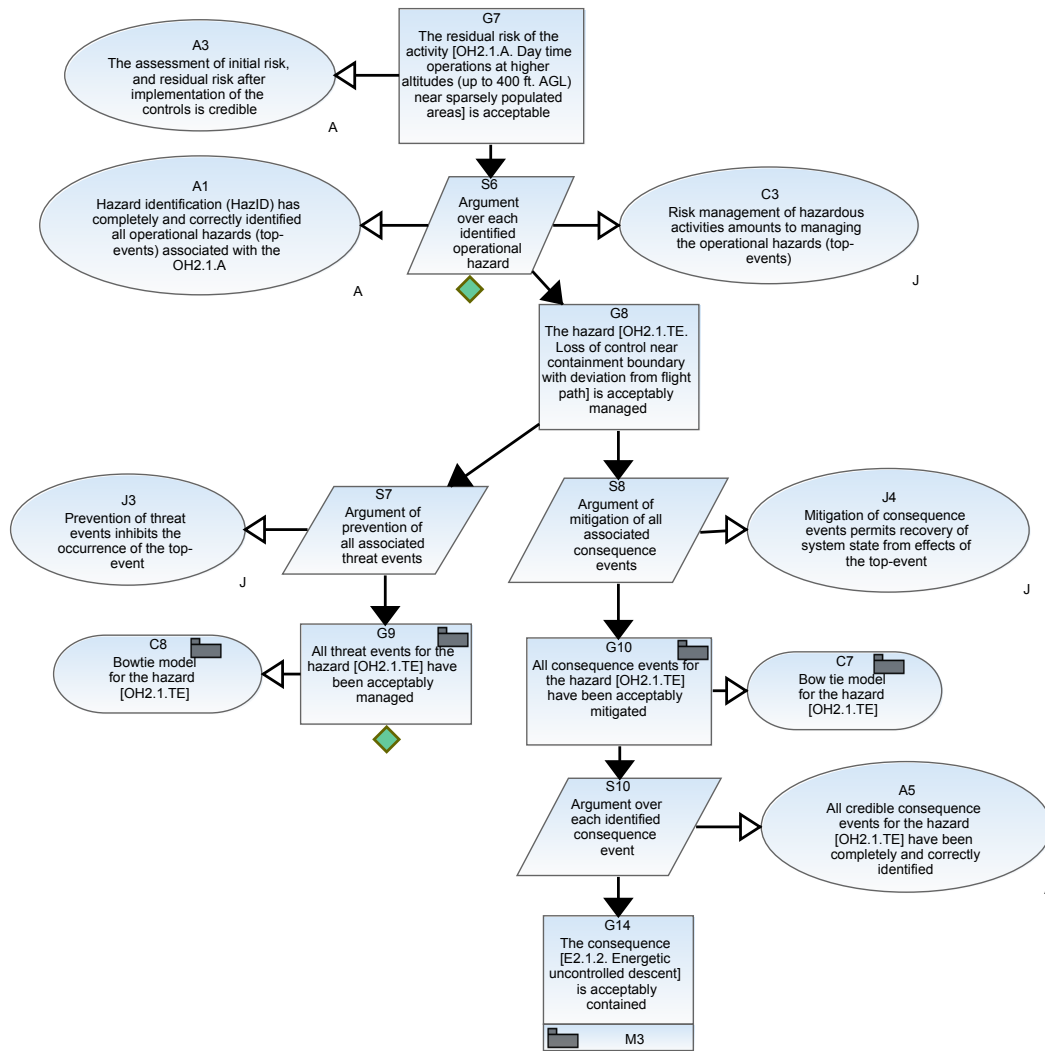 G7
The residual risk of the
activity [OH2.1.A. Day time
operations at higher
altitudes (up to 400 ft. AGL)
near sparsely populated
areas] is acceptable
A3
The assessment of initial risk,
and residual risk after
implementation of the
controls is credible
A
A1
Hazard identification (HazID) has
completely and correctly identified
all operational hazards (top-
events) associated with the
OH2.1.A
A
S6
Argument
over each
identified
operational
hazard
C3
Risk management of hazardous
activities amounts to managing
the operational hazards (top-
events)
J
G8
The hazard [OH2.1.TE.
Loss of control near
containment boundary
with deviation from flight
path] is acceptably
managed
J3
Prevention of threat
events inhibits the
occurrence of the top-
event
J
S7
Argument of
prevention of
all associated
threat events
S8
Argument of
mitigation of all
associated
consequence
events
J4
Mitigation of consequence
events permits recovery of
system state from effects of
the top-event
J
C8
Bowtie model
for the hazard
[OH2.1.TE]
G9
All threat events for the
hazard [OH2.1.TE] have
been acceptably
managed
G10
All consequence events for
the hazard [OH2.1.TE]
have been acceptably
mitigated
C7
Bow tie model
for the hazard
[OH2.1.TE]
S10
Argument over
each identified
consequence
event
A5
All credible consequence
events for the hazard
[OH2.1.TE] have been
completely and correctly
identified
G14
The consequence
[E2.1.2. Energetic
uncontrolled descent]
is acceptably
contained
M3